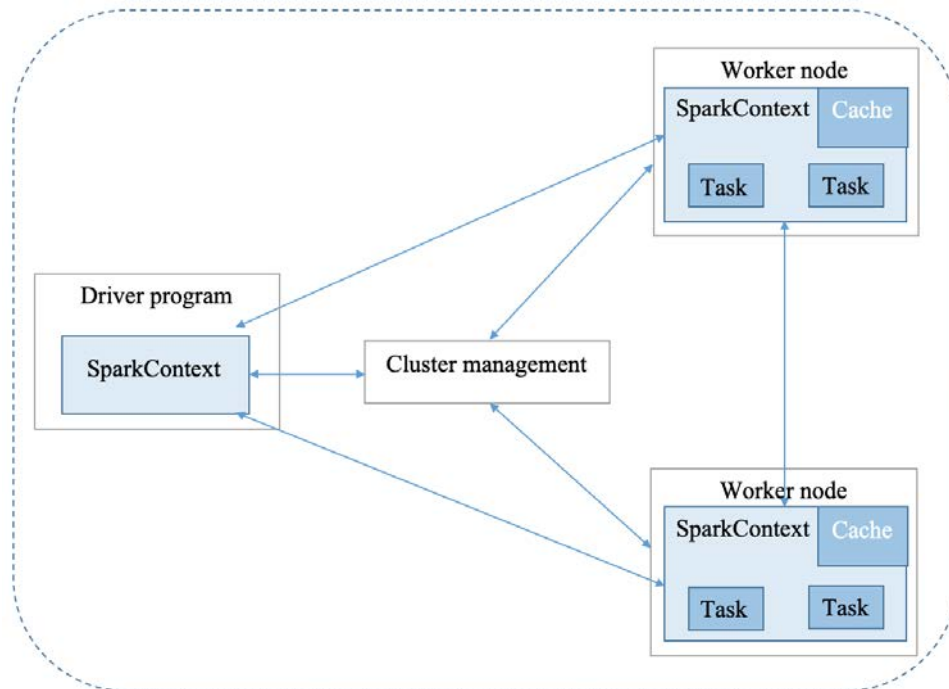 Worker node
SparkContext
Cache
Task
Task
Driver program
SparkContext
Cluster management
Worker node
SparkContext
Cache
Task
Task